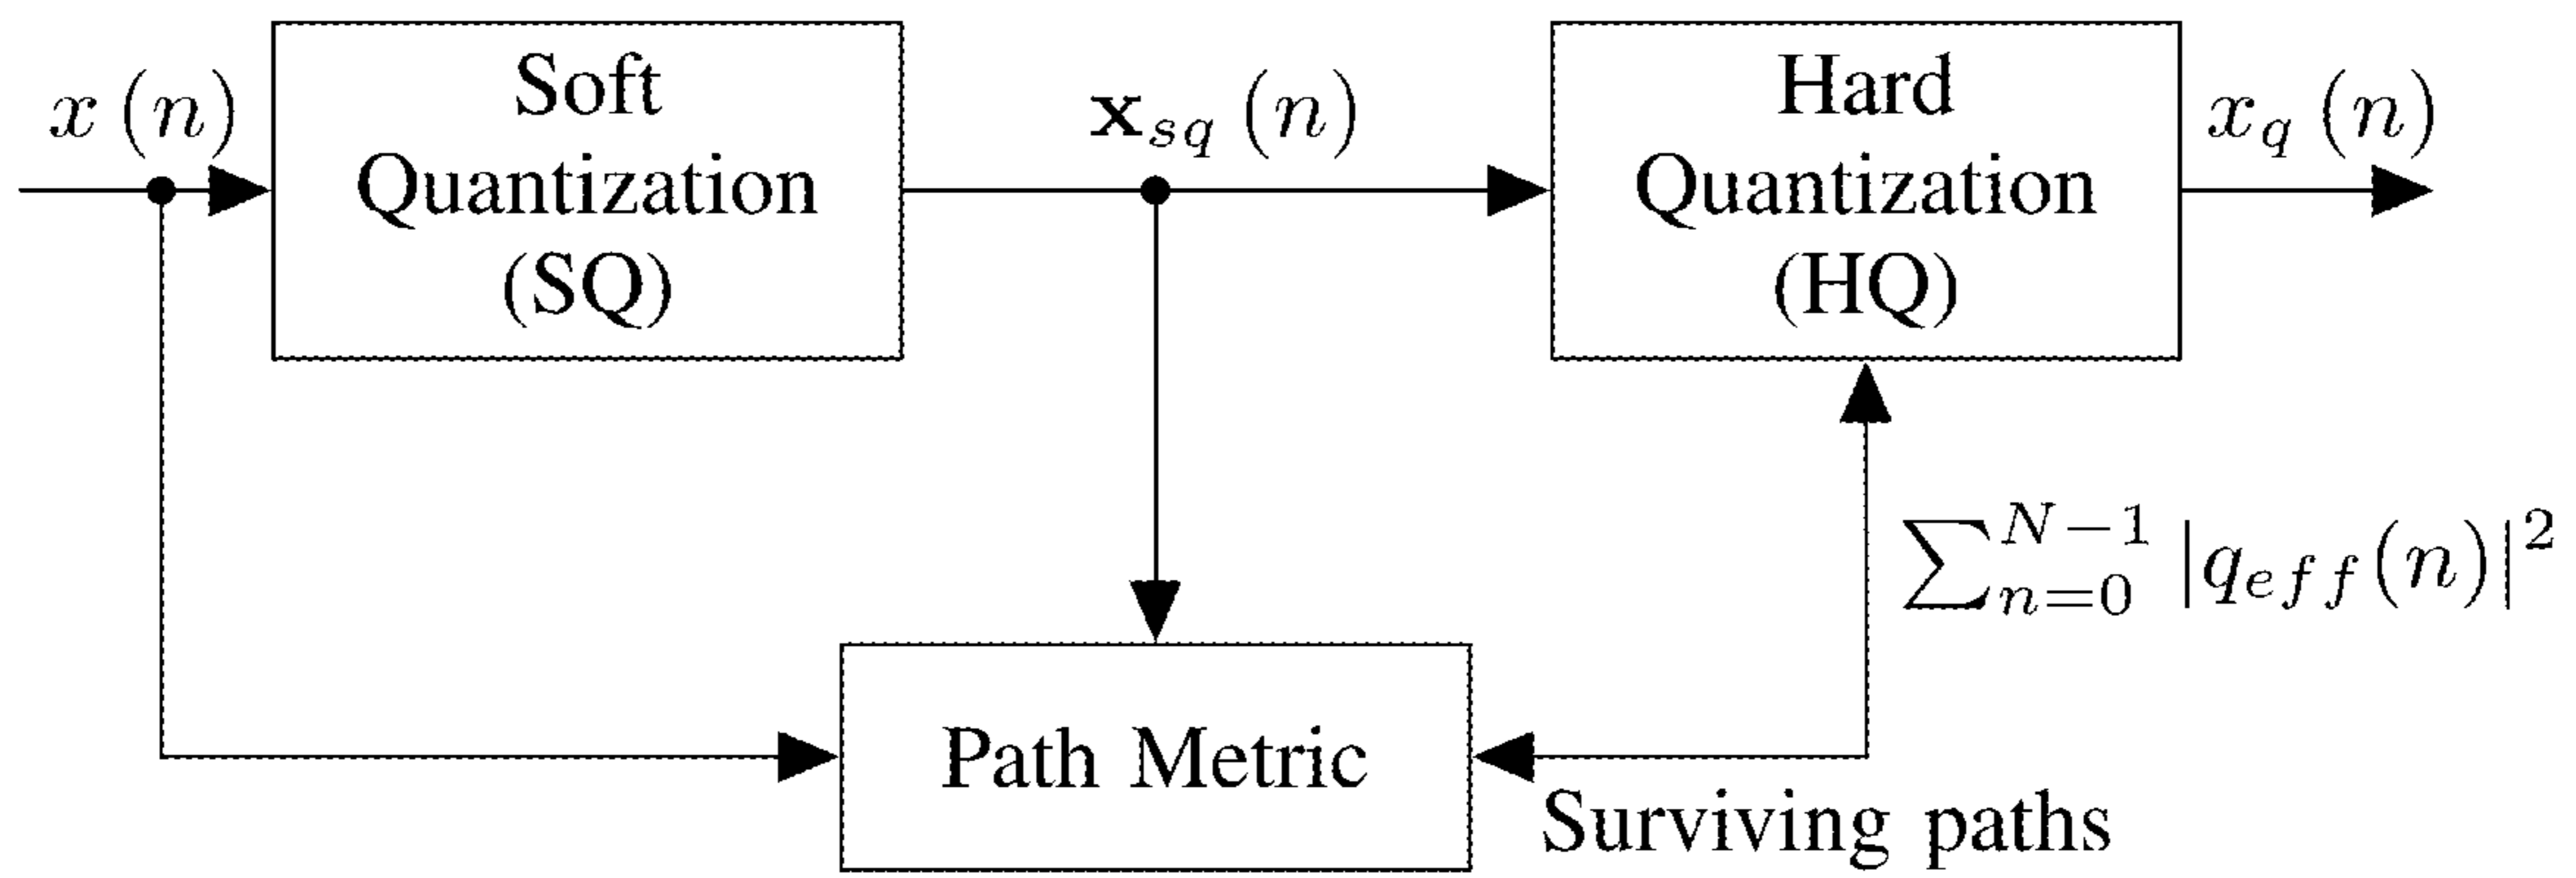 x (n)
Soft
Quantization
(SQ)
𝐱_{sq} (n)
Hard
Quantization
(HQ)
x_q (n)
∑_{n=0}^{N−1} |q_{eff}(n)|^2
Path Metric
Surviving paths